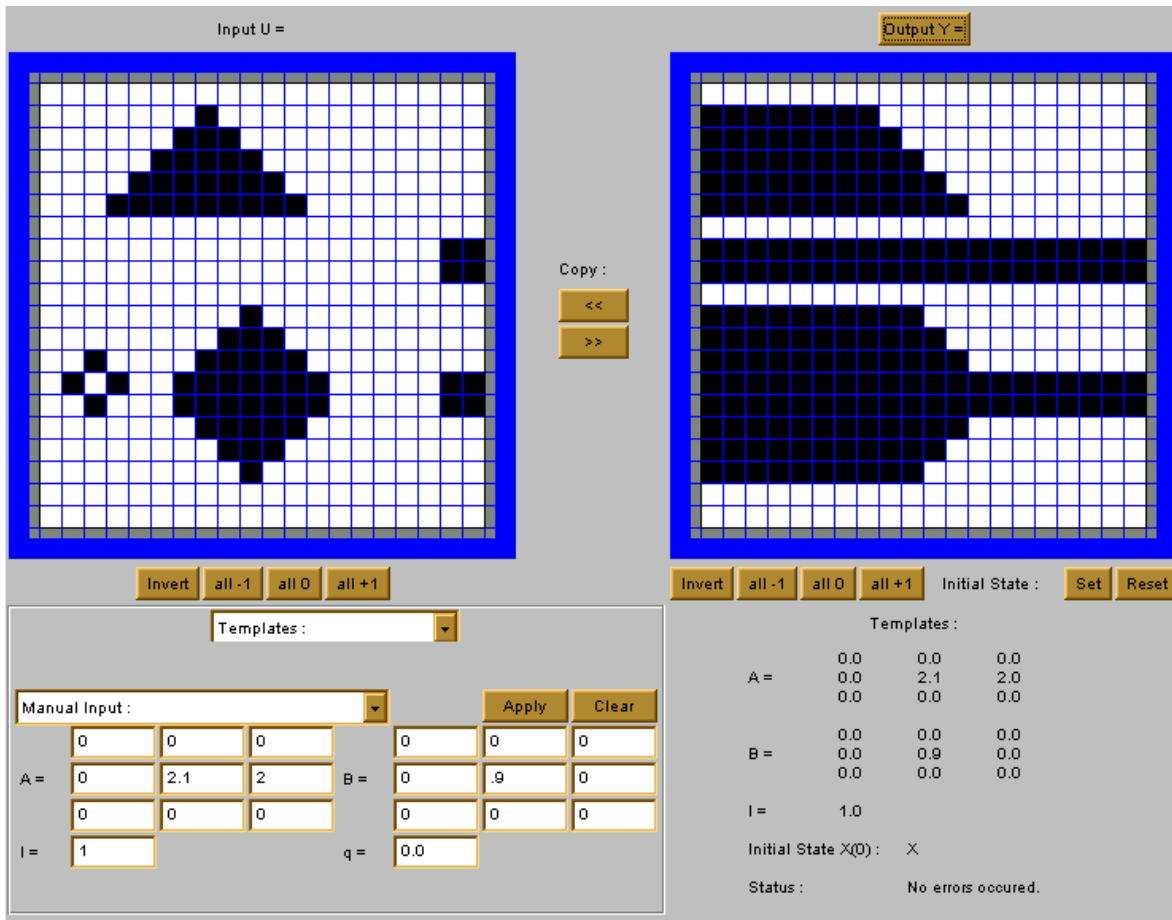 Input U =
Output Y =
Copy :
<<
>>
Invert all -1 all 0 all +1
Invert all -1 all 0 all +1 Initial State : Set Reset
Templates :
Manual Input : Apply Clear
0 0 0 0 0 0
A = 0 2.1 2 B = 0 .9 0
0 0 0 0 0 0
I = 1 q = 0.0
Templates :
0.0 0.0 0.0
A = 0.0 2.1 2.0
0.0 0.0 0.0
0.0 0.0 0.0
B = 0.0 0.9 0.0
0.0 0.0 0.0
I = 1.0
Initial State X(0) : X
Status : No errors occured.